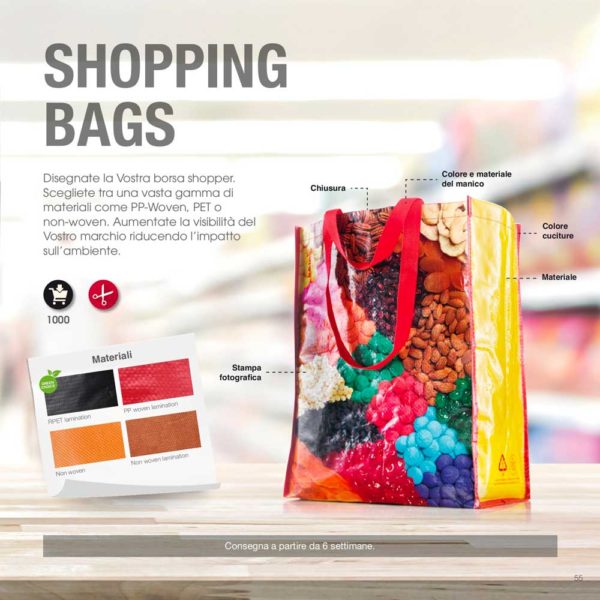 SHOPPING
BAGS
Disegnate la Vostra borsa shopper.
Scegliete tra una vasta gamma di
materiali come PP-Woven, PET o
non-woven. Aumentate la visibilità del
Vostro marchio riducendo l'impatto
sull'ambiente.
1000
Chiusura
Colore e materiale
del manico
Colore
cuciture
Materiale
Stampa
fotografica
Materiali
GREEN
CHOICE
RPET lamination
PP woven lamination
Non woven
Non woven lamination
Consegna a partire da 6 settimane.
55